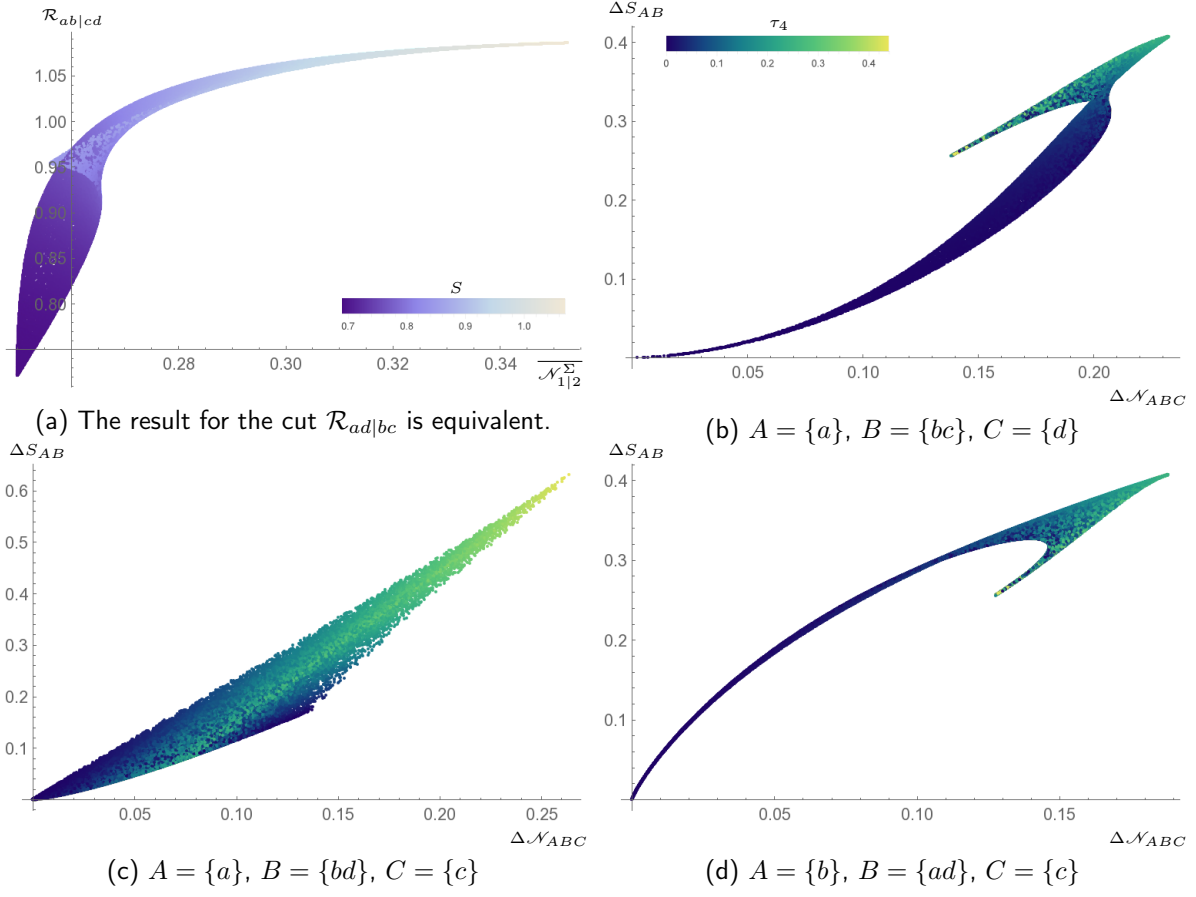 𝓡_{ab|cd}
1.05
1.00
0.95
0.90
0.85
0.80
S
0.7 0.8 0.9 1.0
0.28 0.30 0.32 0.34
\overline{𝒩^Σ_{1|2}}
(a) The result for the cut 𝓡_{ad|bc} is equivalent.
ΔS_{AB}
τ_4
0 0.1 0.2 0.3 0.4
0.4
0.3
0.2
0.1
0.05 0.10 0.15 0.20
Δ𝒩_{ABC}
(b) A = {a}, B = {bc}, C = {d}
ΔS_{AB}
0.6
0.5
0.4
0.3
0.2
0.1
0.05 0.10 0.15 0.20 0.25
Δ𝒩_{ABC}
(c) A = {a}, B = {bd}, C = {c}
ΔS_{AB}
0.4
0.3
0.2
0.1
0.05 0.10 0.15
Δ𝒩_{ABC}
(d) A = {b}, B = {ad}, C = {c}